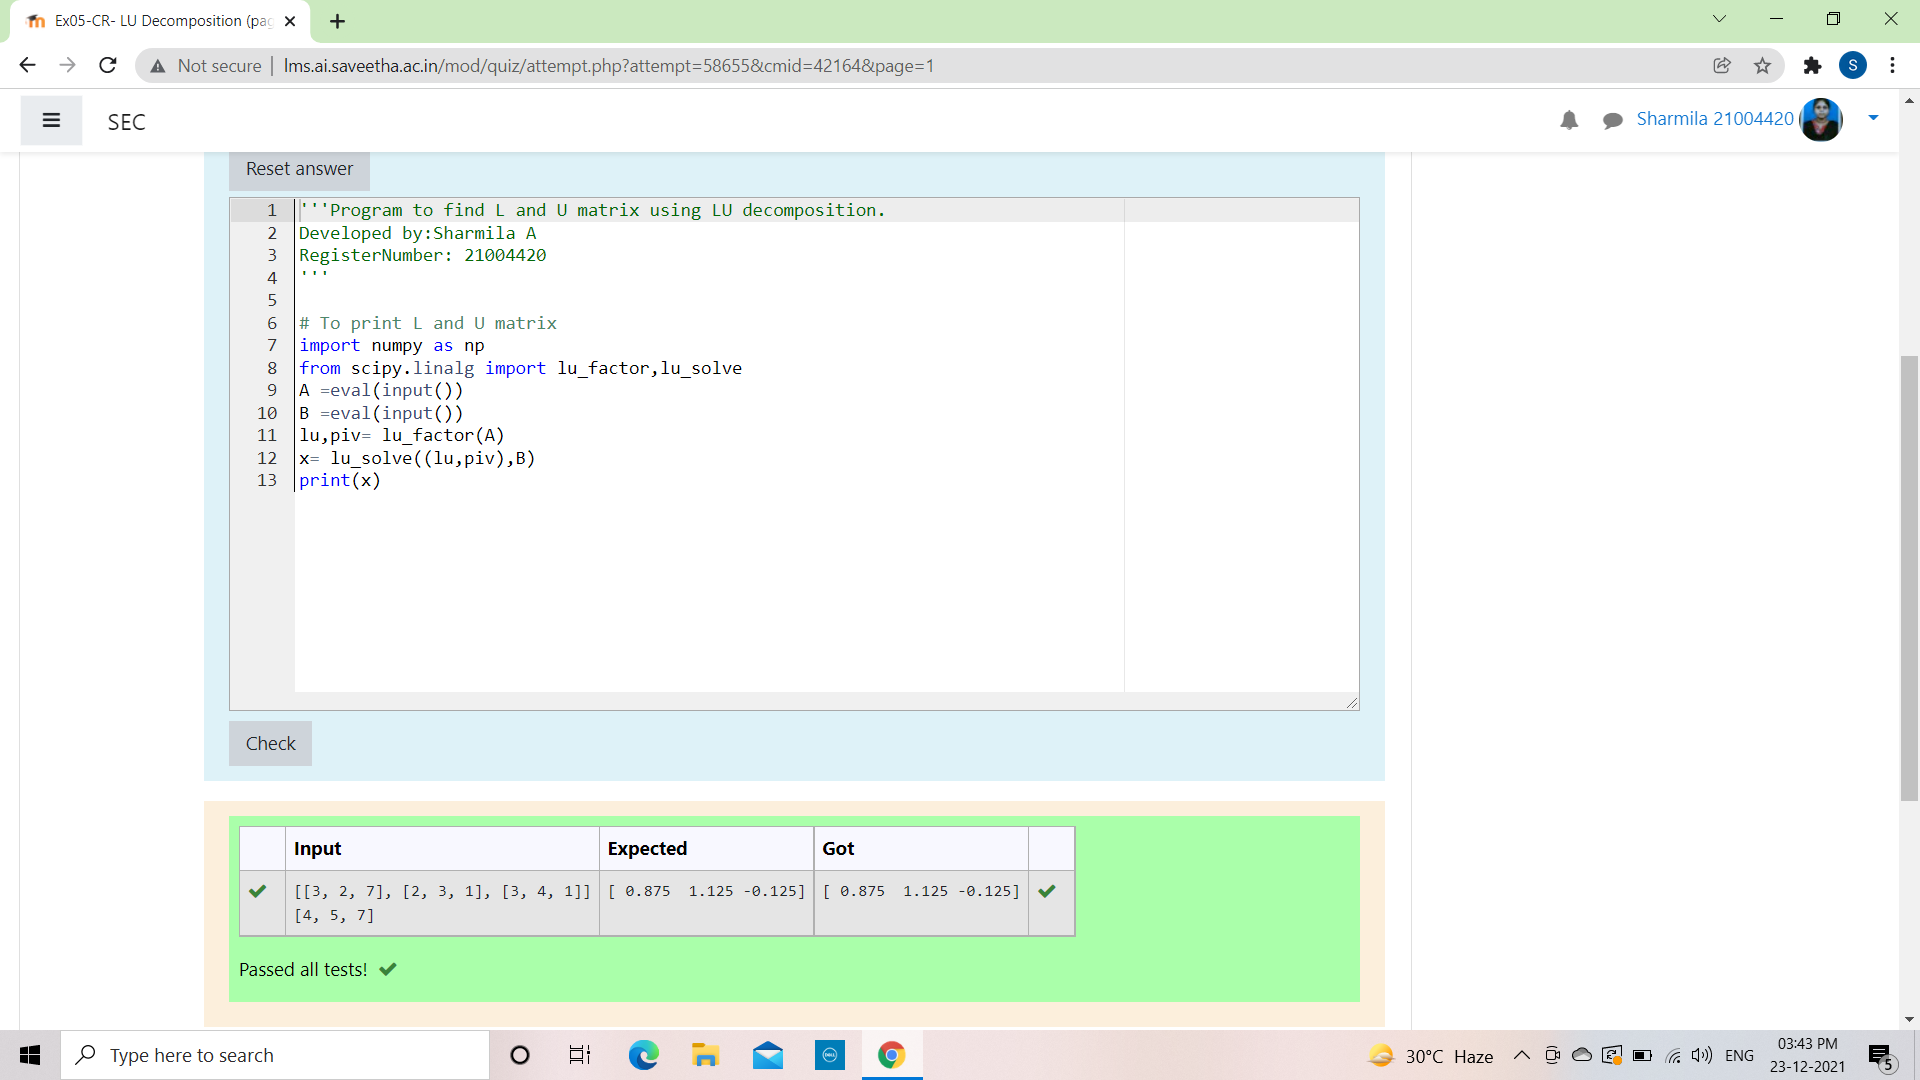 Ex05-CR- LU Decomposition (pag
Not secure | lms.ai.saveetha.ac.in/mod/quiz/attempt.php?attempt=58655&cmid=42164&page=1
S
SEC
Sharmila 21004420
Reset answer
1 '''Program to find L and U matrix using LU decomposition.
2 Developed by:Sharmila A
3 RegisterNumber: 21004420
4 '''
5
6 # To print L and U matrix
7 import numpy as np
8 from scipy.linalg import lu_factor,lu_solve
9 A =eval(input())
10 B =eval(input())
11 lu,piv= lu_factor(A)
12 x= lu_solve((lu,piv),B)
13 print(x)
Check
Input Expected Got
[[3, 2, 7], [2, 3, 1], [3, 4, 1]] [ 0.875  1.125 -0.125] [ 0.875  1.125 -0.125]
[4, 5, 7]
Passed all tests!
Type here to search
DELL
30°C Haze
ENG
03:43 PM
23-12-2021
5